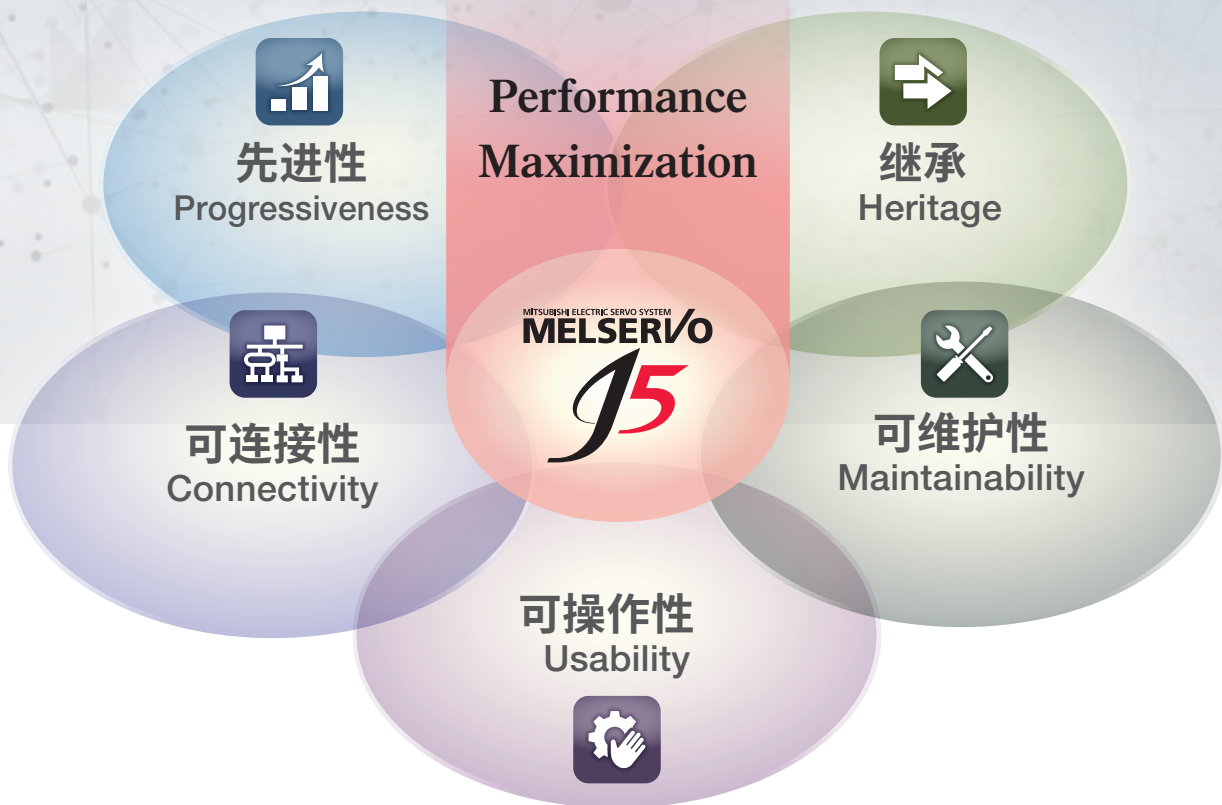 Performance
Maximization
先进性
Progressiveness
继承
Heritage
MITSUBISHI ELECTRIC SERVO SYSTEM
MELSERVO
J5
可连接性
Connectivity
可维护性
Maintainability
可操作性
Usability